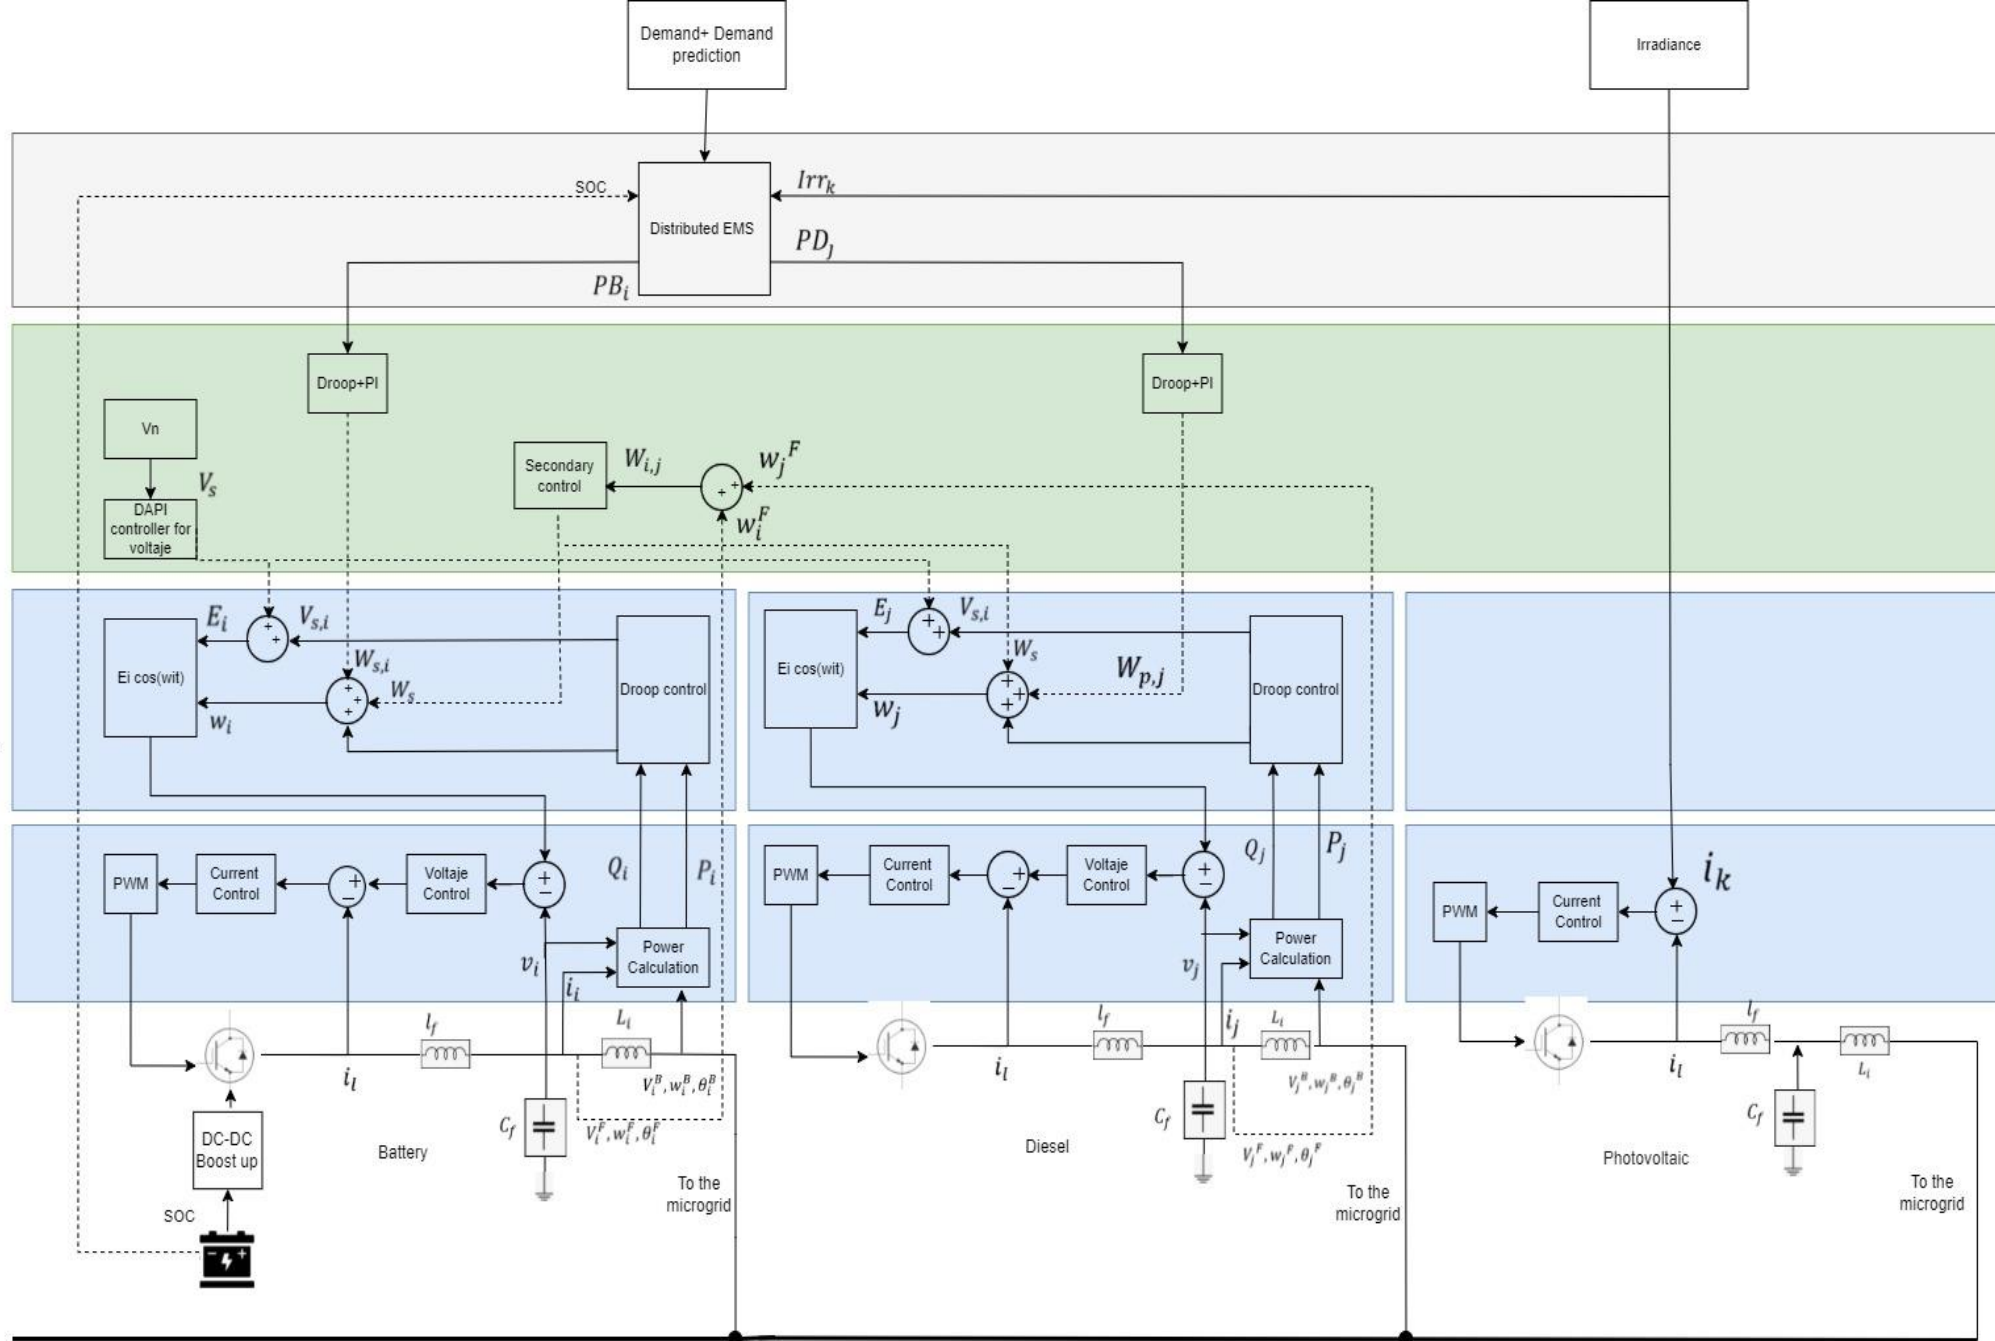 Demand+ Demand
prediction
Irradiance
SOC
Irr_k
Distributed EMS
PD_J
PB_i
Droop+PI
Droop+PI
Vn
V_s
DAPI
controller for
voltaje
Secondary
control
W_{i,j}
w_j^F
w_i^F
+
+
E_i
V_{s,i}
+
+
Ei cos(wit)
W_{s,i}
W_s
+
+
+
w_i
Droop control
E_j
V_{s,i}
+
+
Ei cos(wit)
W_s
W_{p,j}
+
+
+
w_j
Droop control
PWM
Current
Control
+
−
Voltaje
Control
+
−
Q_i
P_i
v_i
i_i
Power
Calculation
PWM
Current
Control
+
−
Voltaje
Control
+
−
Q_j
P_j
v_j
Power
Calculation
PWM
Current
Control
+
−
i_k
l_f
L_i
i_l
V_i^B, w_i^B, θ_i^B
C_f
V_i^F, w_i^F, θ_i^F
DC-DC
Boost up
Battery
To the
microgrid
SOC
− +
l_f
i_j
L_i
i_l
V_j^B, w_j^B, θ_j^B
C_f
V_j^F, w_j^F, θ_j^F
Diesel
To the
microgrid
l_f
L_i
i_l
C_f
Photovoltaic
To the
microgrid